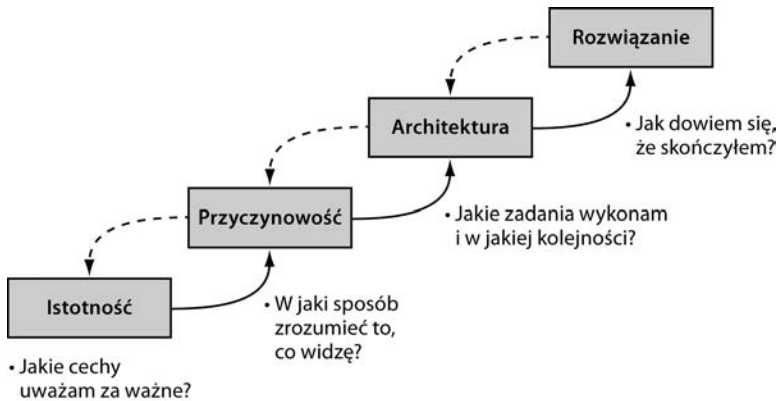 Rozwiązanie
Architektura
• Jak dowiem się,
że skończyłem?
Przyczynowość
• Jakie zadania wykonam
i w jakiej kolejności?
Istotność
• W jaki sposób
zrozumieć to,
co widzę?
• Jakie cechy
uważam za ważne?